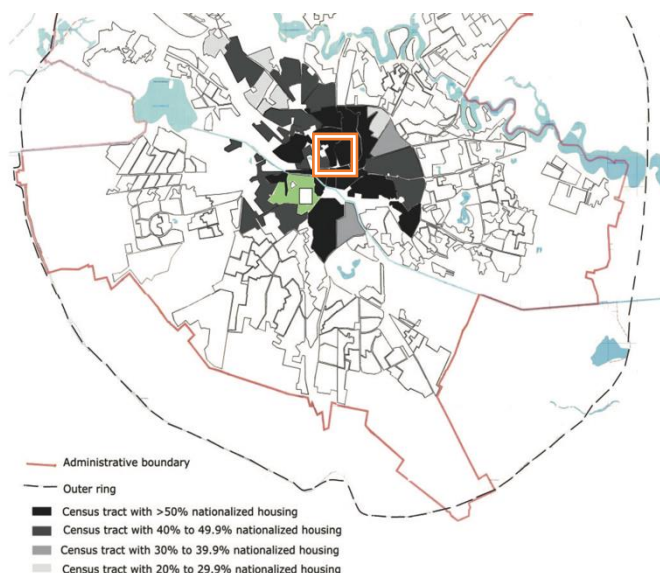 Administrative boundary
Outer ring
Census tract with >50% nationalized housing
Census tract with 40% to 49.9% nationalized housing
Census tract with 30% to 39.9% nationalized housing
Census tract with 20% to 29.9% nationalized housing